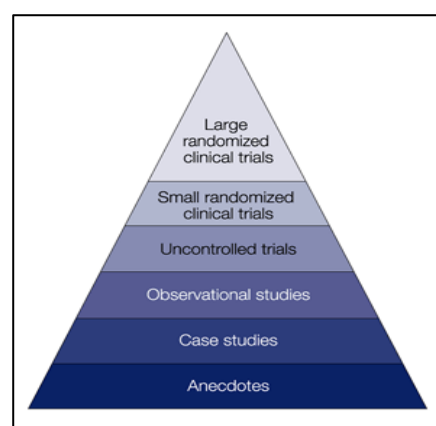 Large
randomized
clinical trials
Small randomized
clinical trials
Uncontrolled trials
Observational studies
Case studies
Anecdotes